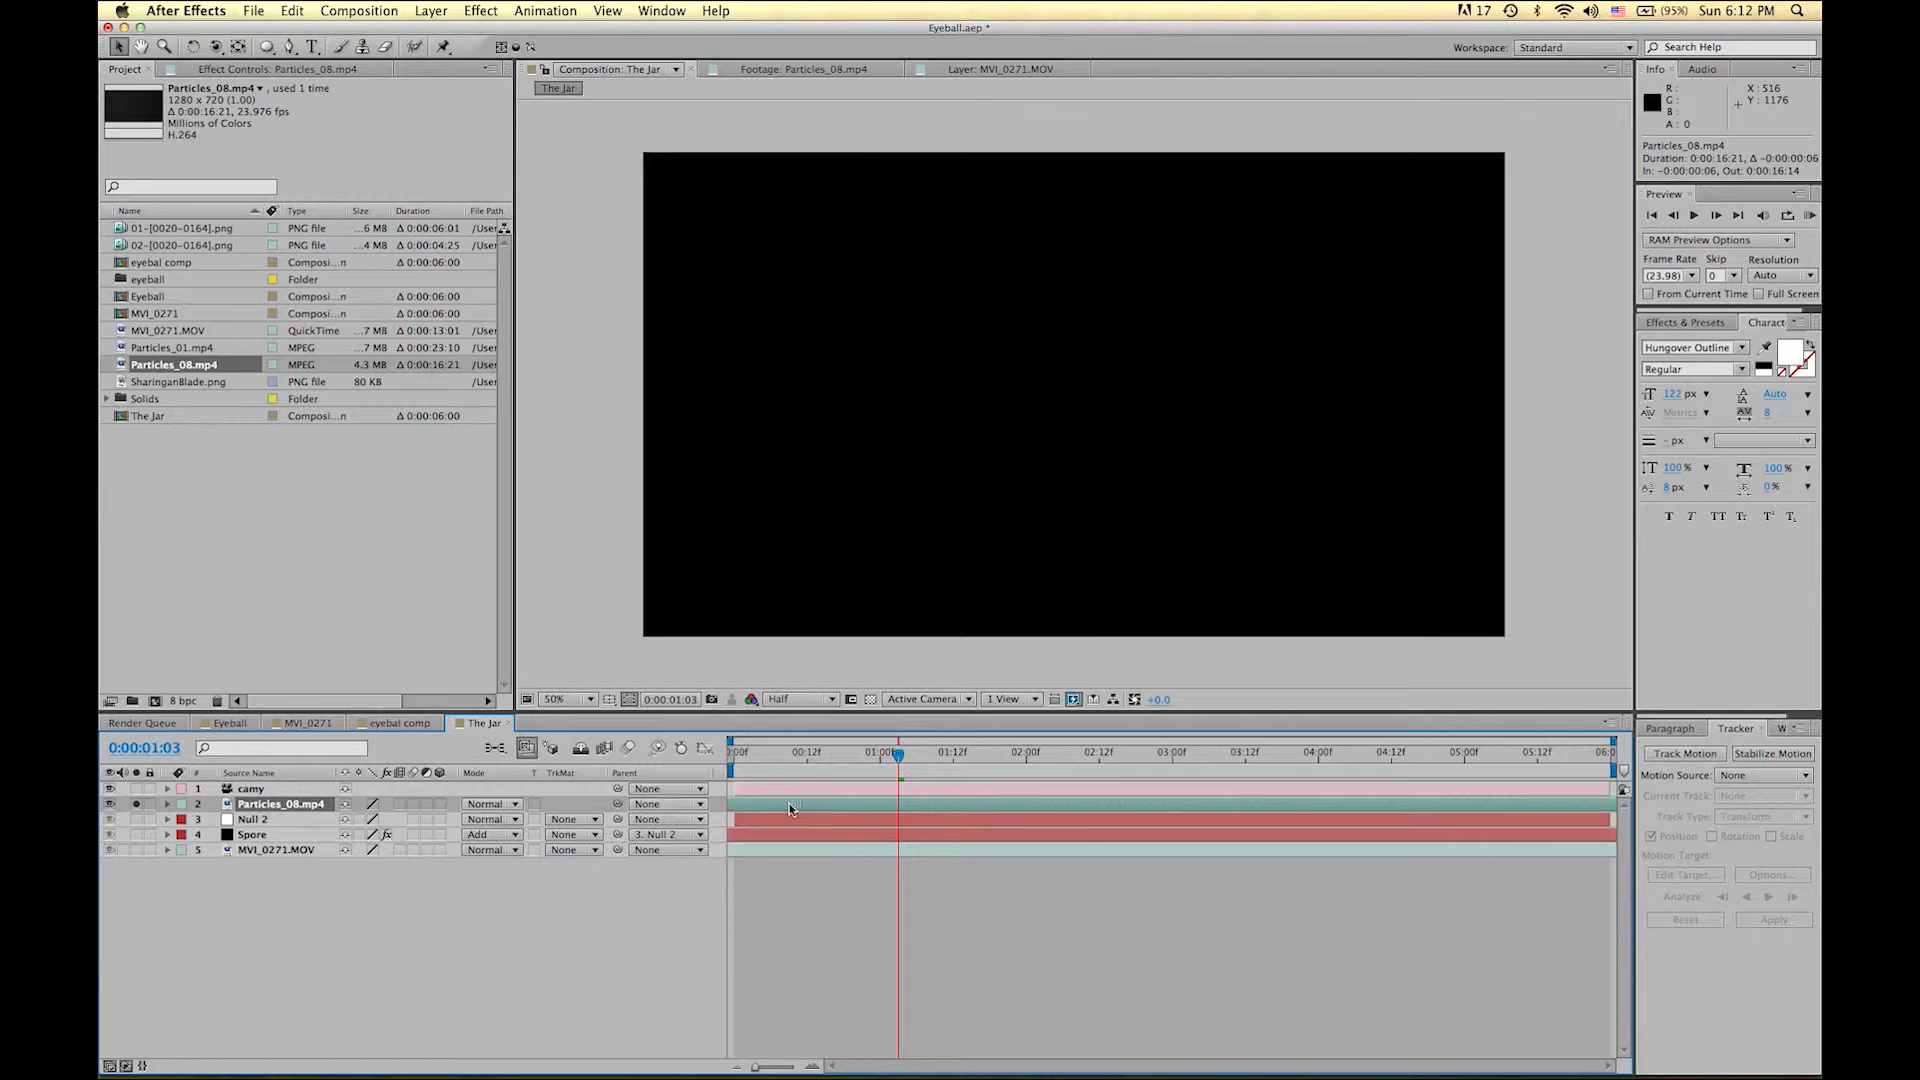 After Effects File Edit Composition Layer Effect Animation View Window Help 17 (95%) Sun 6:12 PM
Eyeball.aep *
Workspace: Standard Search Help
Project Effect Controls: Particles_08.mp4 Composition: The Jar Footage: Particles_08.mp4 Layer: MVI_0271.MOV Info Audio
The Jar
Particles_08.mp4 , used 1 time
1280 x 720 (1.00)
Δ 0:00:16:21, 23.976 fps
Millions of Colors
H.264
R : X : 516
G : Y : 1176
B :
A : 0
Particles_08.mp4
Duration: 0:00:16:21, Δ -0:00:00:06
In: -0:00:00:06, Out: 0:00:16:14
Preview
RAM Preview Options
Frame Rate Skip Resolution
(23.98) 0 Auto
From Current Time Full Screen
Effects & Presets Charact
Hungover Outline
Regular
122 px Auto
Metrics 8
- px
100 % 100 %
8 px 0 %
T T TT Tт T¹ T₁
Name Type Size Duration File Path
01-[0020-0164].png PNG file ...6 MB Δ 0:00:06:01 /User
02-[0020-0164].png PNG file ...4 MB Δ 0:00:04:25 /User
eyebal comp Composi...n Δ 0:00:06:00
eyeball Folder
Eyeball Composi...n Δ 0:00:06:00
MVI_0271 Composi...n Δ 0:00:06:00
MVI_0271.MOV QuickTime ...7 MB Δ 0:00:13:01 /User
Particles_01.mp4 MPEG ...7 MB Δ 0:00:23:10 /User
Particles_08.mp4 MPEG 4.3 MB Δ 0:00:16:21 /User
SharinganBlade.png PNG file 80 KB /User
Solids Folder
The Jar Composi...n Δ 0:00:06:00
8 bpc
50% 0:00:01:03 Half Active Camera 1 View +0.0
Render Queue Eyeball MVI_0271 eyebal comp The Jar
0:00:01:03
:00f 00:12f 01:00f 01:12f 02:00f 02:12f 03:00f 03:12f 04:00f 04:12f 05:00f 05:12f 06:0
# Source Name fx Mode T TrkMat Parent
1 camy None
2 Particles_08.mp4 Normal None
3 Null 2 Normal None None
4 Spore fx Add None 3. Null 2
5 MVI_0271.MOV Normal None None
Paragraph Tracker W
Track Motion Stabilize Motion
Motion Source: None
Current Track: None
Track Type: Transform
Position Rotation Scale
Motion Target:
Edit Target... Options...
Analyze:
Reset Apply